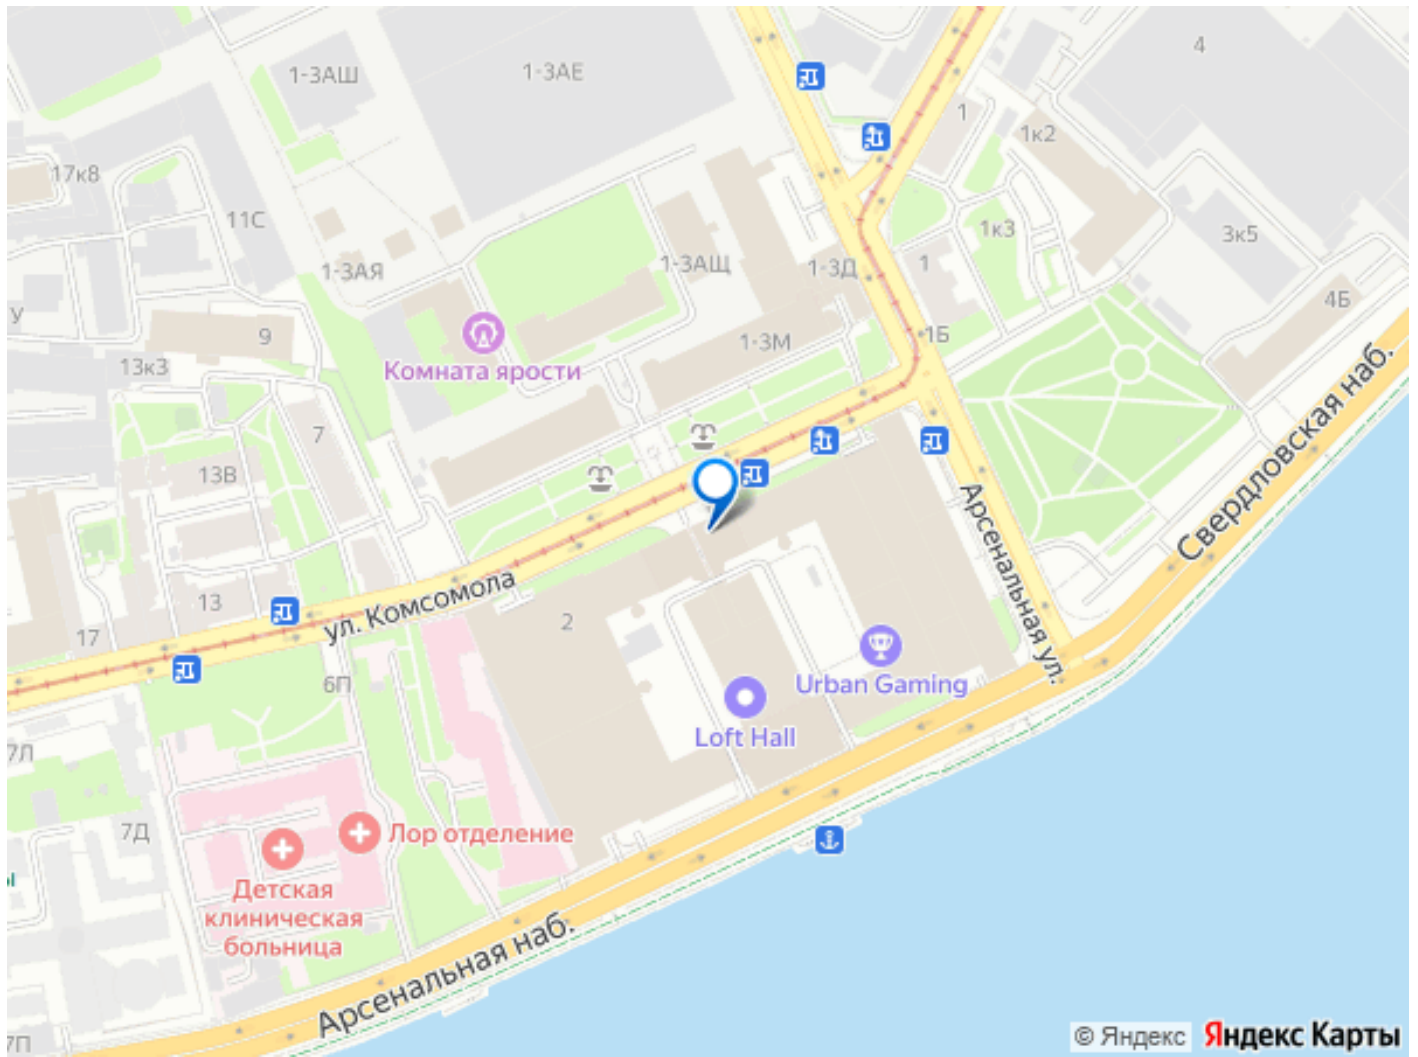 4
1-3АШ
1-3АЕ
1
1к2
17к8
11С
1к3
3к5
1-3АЯ
1-3АЩ
1-3Д
1
4Б
У
9
1-3М
1Б
13к3
Комната ярости
Свердловская наб.
7
13В
Арсенальная ул.
ул. Комсомола
13
2
17
6П
Urban Gaming
Loft Hall
7Л
7Д
Лор отделение
ы
Детская
клиническая
больница
Арсенальная наб.
7П
© Яндекс Яндекс Карты